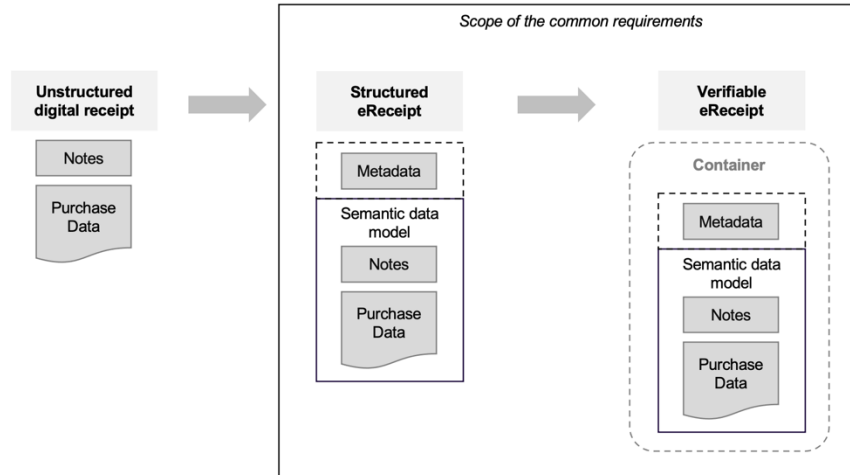 Scope of the common requirements
Unstructured
digital receipt
Notes
Purchase
Data
Structured
eReceipt
Metadata
Semantic data
model
Notes
Purchase
Data
Verifiable
eReceipt
Container
Metadata
Semantic data
model
Notes
Purchase
Data